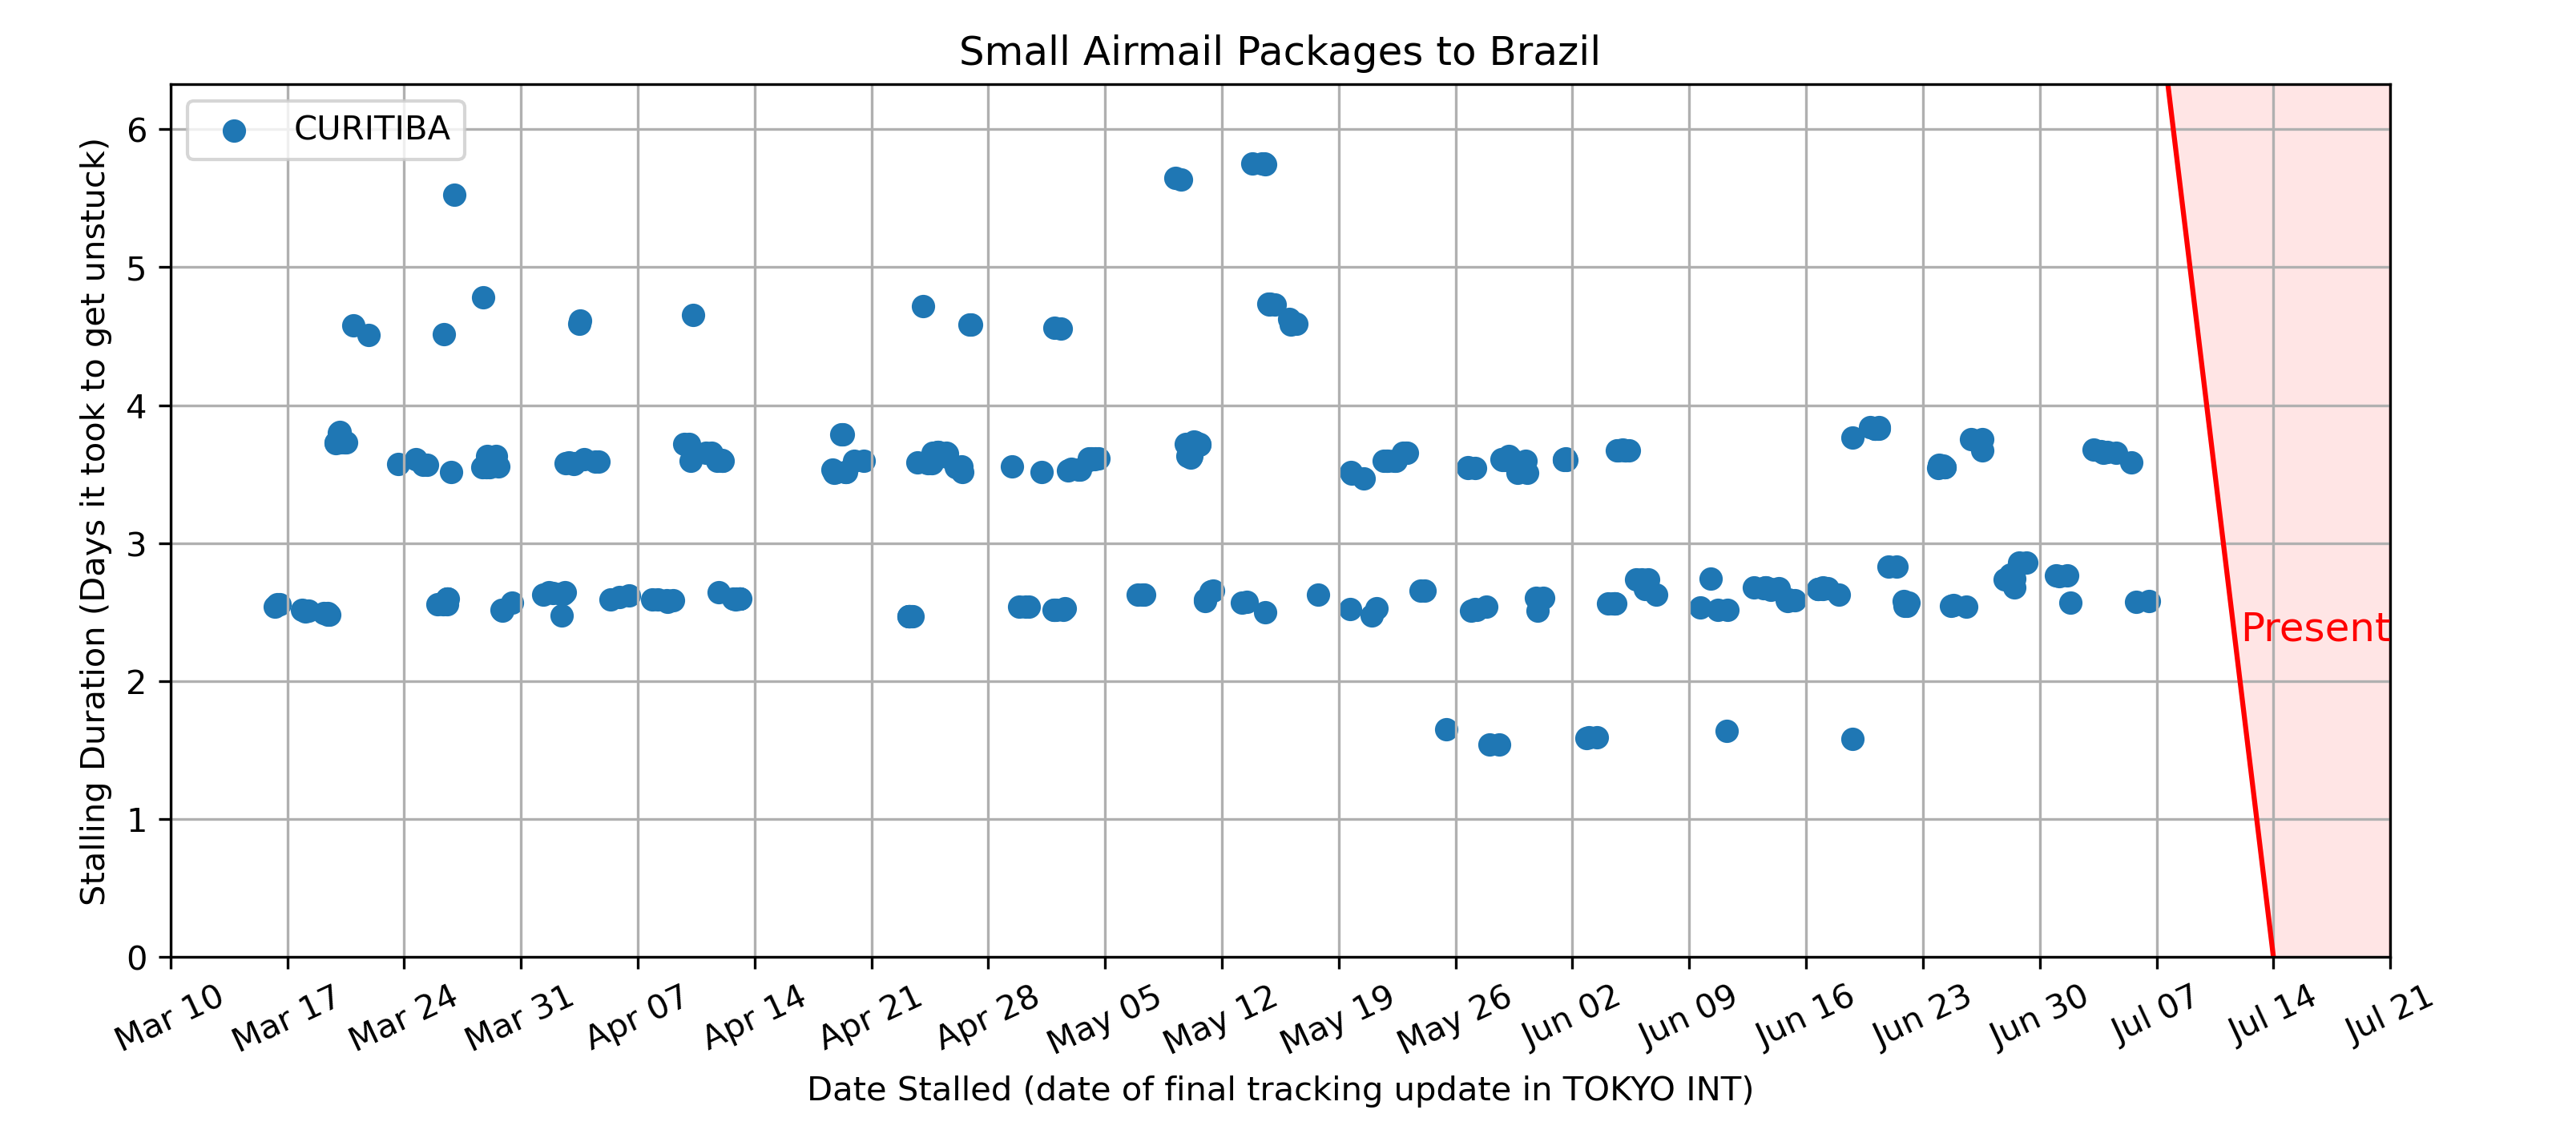 Small Airmail Packages to Brazil
CURITIBA
Stalling Duration (Days it took to get unstuck)
6
5
4
3
2
1
0
Present
Mar 10
Mar 17
Mar 24
Mar 31
Apr 07
Apr 14
Apr 21
Apr 28
May 05
May 12
May 19
May 26
Jun 02
Jun 09
Jun 16
Jun 23
Jun 30
Jul 07
Jul 14
Jul 21
Date Stalled (date of final tracking update in TOKYO INT)